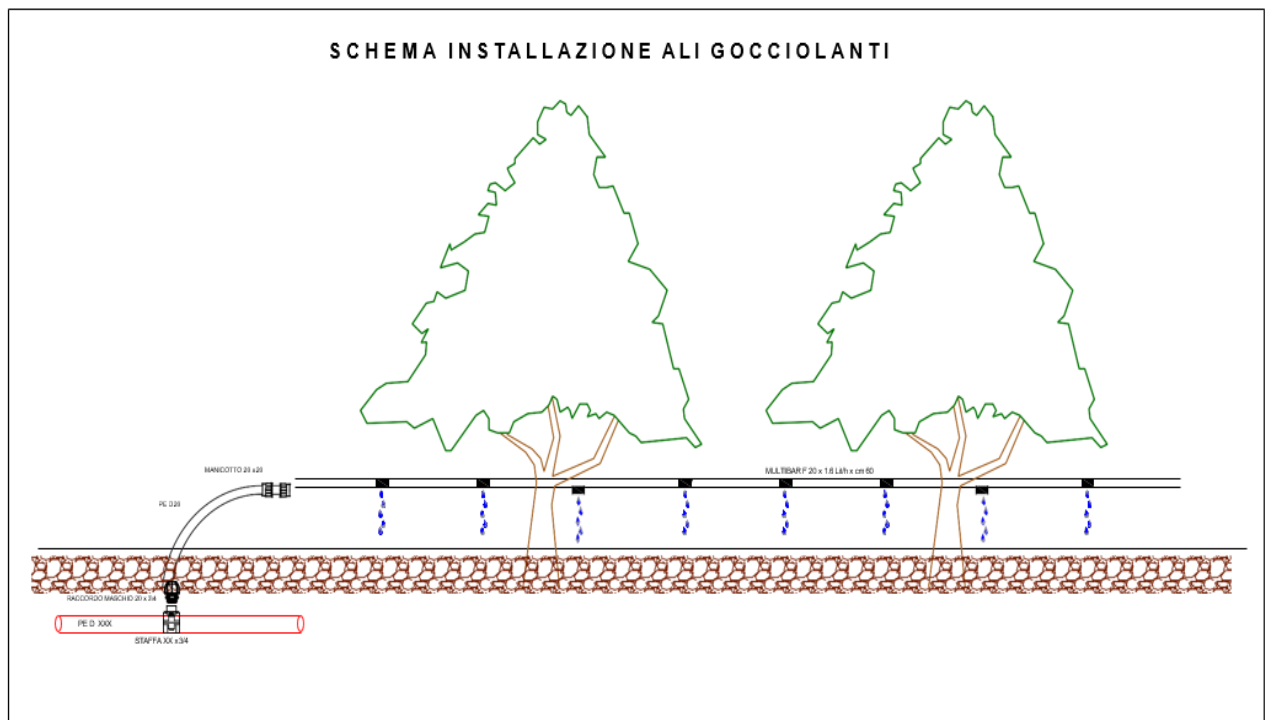 SCHEMA INSTALLAZIONE ALI GOCCIOLANTI
MANICOTTO 20 x20
MULTIBAR F 20 x 1.6 Lit/h x cm 60
PE D20
RACCORDO MASCHIO 20 x 3/4
PE D XXX
STAFFA XX x3/4